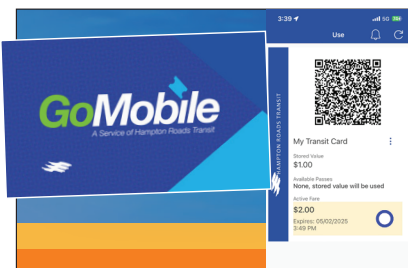 GoMobile
A Service of Hampton Roads Transit
3:39
5G
Use
HAMPTON ROADS TRANSIT
My Transit Card
Stored Value
$1.00
Available Passes
None, stored value will be used
Active Fare
$2.00
Expires: 05/02/2025
3:49 PM